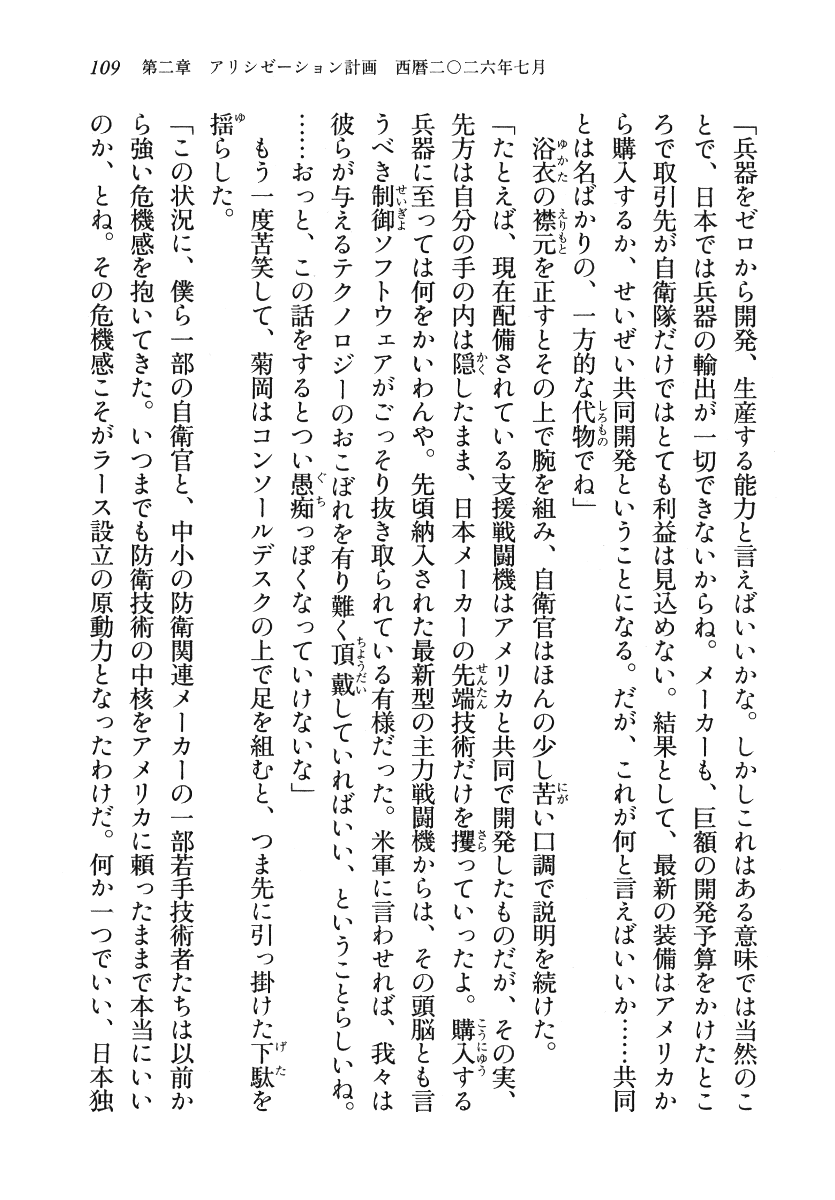 109 第二章 アリシゼーション計画 西暦二〇二六年七月
「兵器をゼロから開発、生産する能力と言えばいいかな。しかしこれはある意味では当然のこ
とで、日本では兵器の輸出が一切できないからね。メーカーも、巨額の開発予算をかけたとこ
ろで取引先が自衛隊だけではとても利益は見込めない。結果として、最新の装備はアメリカか
ら購入するか、せいぜい共同開発ということになる。だが、これが何と言えばいいか……共同
とは名ばかりの、一方的な代物でね」
浴衣の襟元を正すとその上で腕を組み、自衛官はほんの少し苦い口調で説明を続けた。
「たとえば、現在配備されている支援戦闘機はアメリカと共同で開発したものだが、その実、
先方は自分の手の内は隠したまま、日本メーカーの先端技術だけを攫っていったよ。購入する
兵器に至っては何をかいわんや。先頃納入された最新型の主力戦闘機からは、その頭脳とも言
うべき制御ソフトウェアがごっそり抜き取られている有様だった。米軍に言わせれば、我々は
彼らが与えるテクノロジーのおこぼれを有り難く頂戴していればいい、ということらしいね。
……おっと、この話をするとつい愚痴っぽくなっていけないな」
もう一度苦笑して、菊岡はコンソールデスクの上で足を組むと、つま先に引っ掛けた下駄を
揺らした。
「この状況に、僕ら一部の自衛官と、中小の防衛関連メーカーの一部若手技術者たちは以前か
ら強い危機感を抱いてきた。いつまでも防衛技術の中核をアメリカに頼ったままで本当にいい
のか、とね。その危機感こそがラース設立の原動力となったわけだ。何か一つでいい、日本独